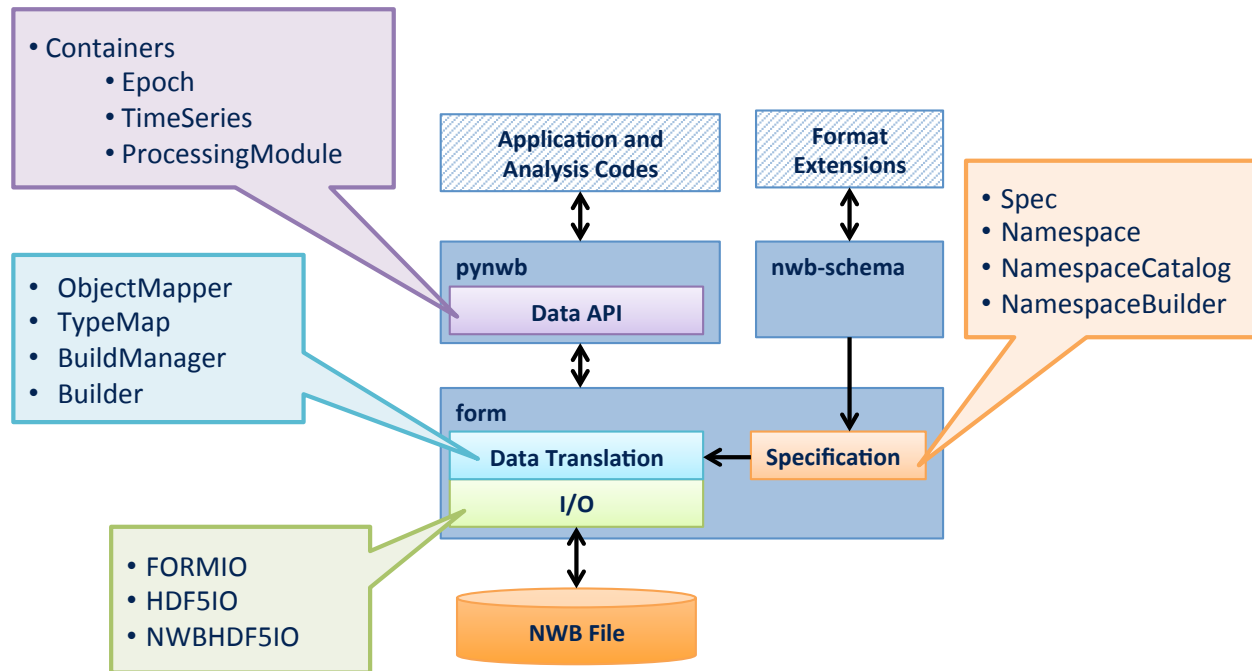 • Containers
• Epoch
• TimeSeries
• ProcessingModule
Application and
Analysis Codes
Format
Extensions
• Spec
• Namespace
• NamespaceCatalog
• NamespaceBuilder
pynwb
Data API
nwb-schema
• ObjectMapper
• TypeMap
• BuildManager
• Builder
form
Data Translation
Specification
I/O
• FORMIO
• HDF5IO
• NWBHDF5IO
NWB File